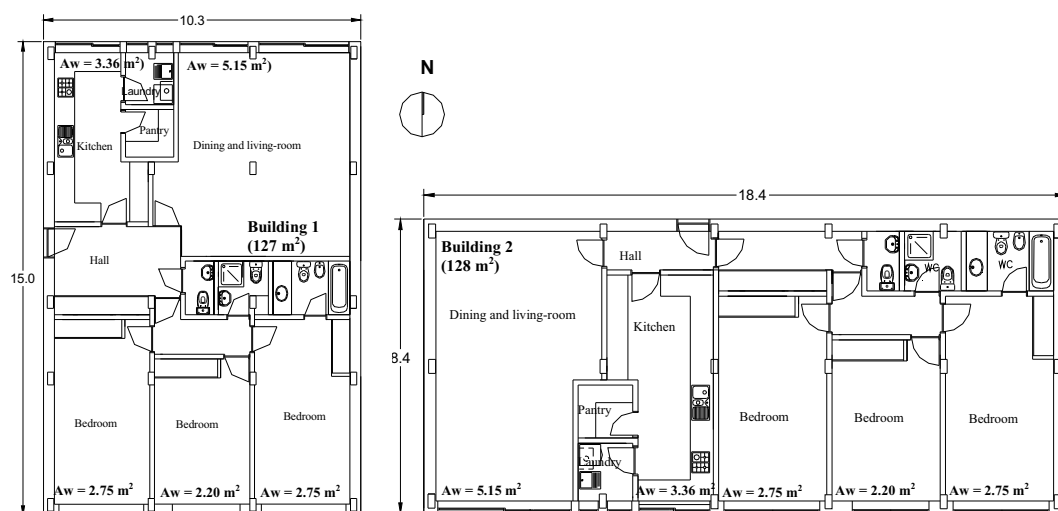 10.3
Aw = 3.36 m²)
Aw = 5.15 m²)
Laundry
Pantry
Kitchen
Dining and living-room
Building 1
(127 m²)
Hall
15.0
Bedroom
Bedroom
Bedroom
Aw = 2.75 m²
Aw = 2.20 m²
Aw = 2.75 m²
N
18.4
Building 2
(128 m²)
Hall
WC
WC
Dining and living-room
Kitchen
8.4
Pantry
Bedroom
Bedroom
Bedroom
Laundry
Aw = 5.15 m²
Aw = 3.36 m²
Aw = 2.75 m²
Aw = 2.20 m²
Aw = 2.75 m²